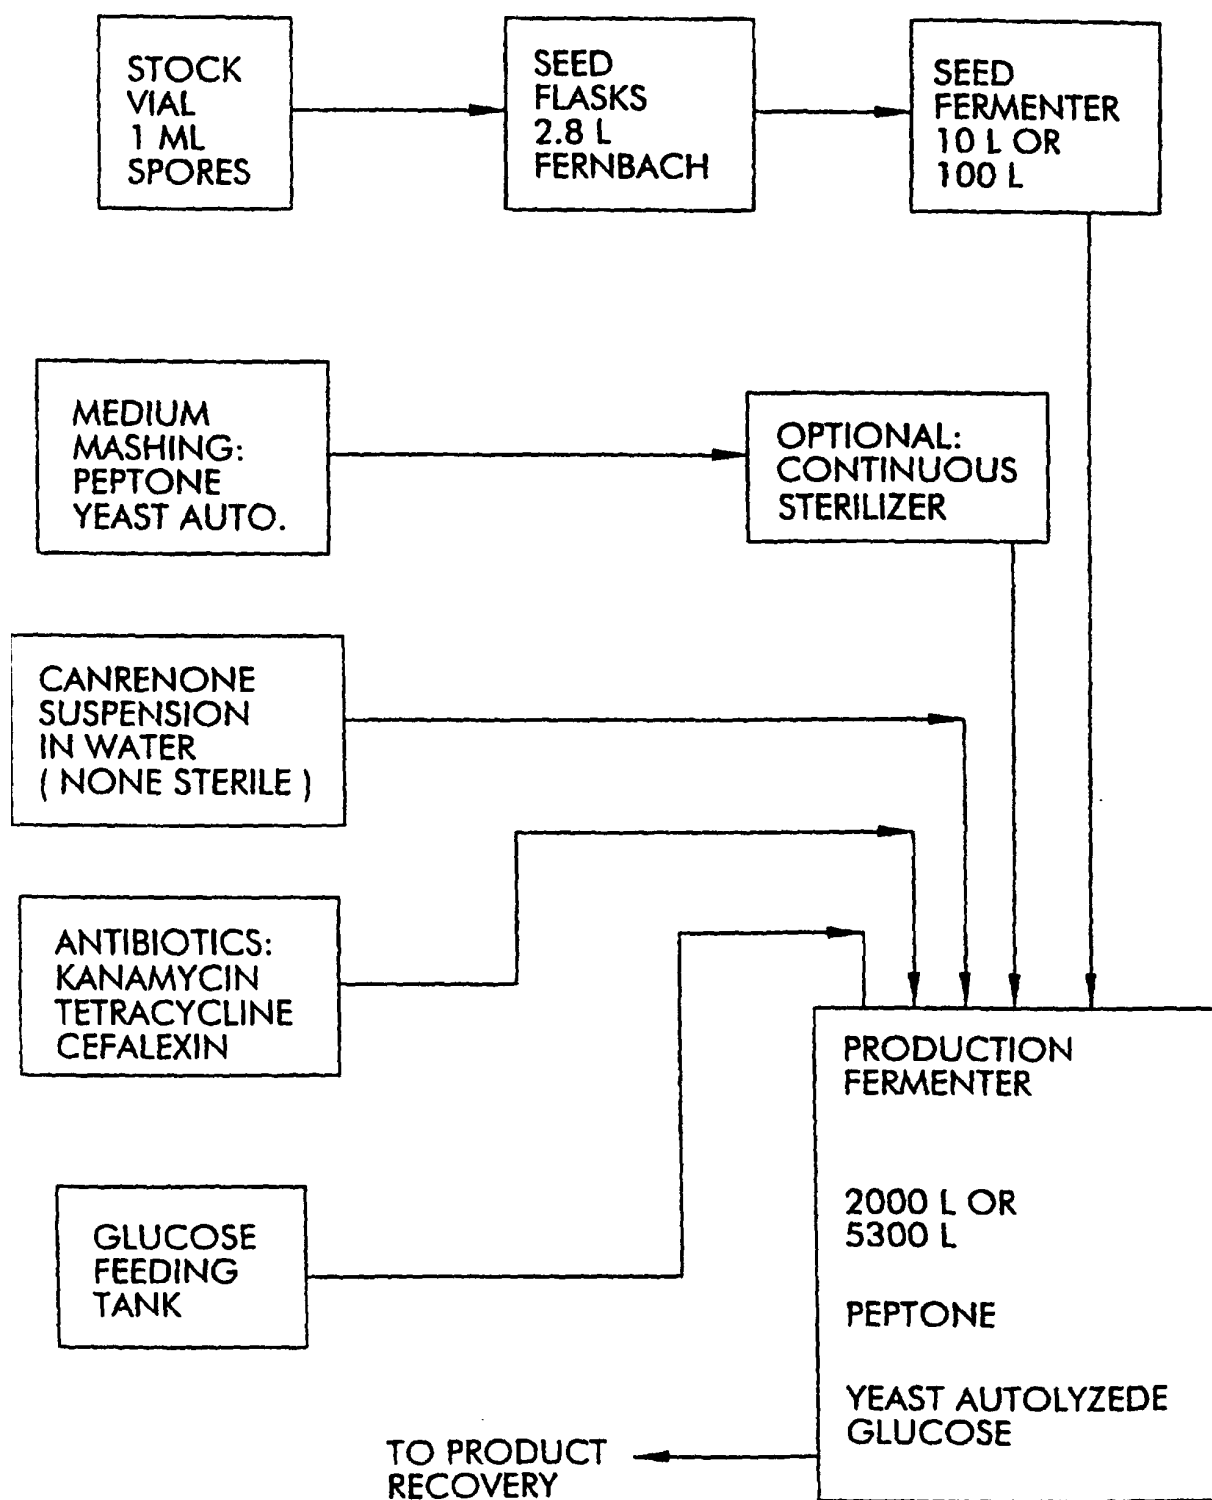 STOCK
VIAL
1 ML
SPORES
SEED
FLASKS
2.8 L
FERNBACH
SEED
FERMENTER
10 L OR
100 L
MEDIUM
MASHING:
PEPTONE
YEAST AUTO.
OPTIONAL:
CONTINUOUS
STERILIZER
CANRENONE
SUSPENSION
IN WATER
( NONE STERILE )
ANTIBIOTICS:
KANAMYCIN
TETRACYCLINE
CEFALEXIN
GLUCOSE
FEEDING
TANK
PRODUCTION
FERMENTER
2000 L OR
5300 L
PEPTONE
YEAST AUTOLYZEDE
GLUCOSE
TO PRODUCT
RECOVERY